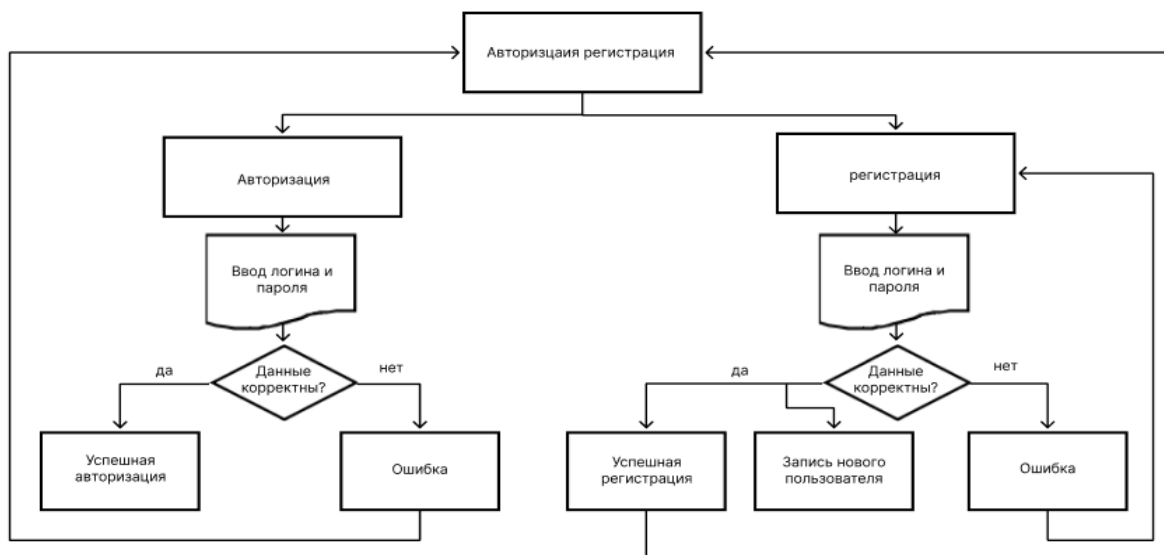 Авторизцаия регистрация
Авторизация
регистрация
Ввод логина и
пароля
Ввод логина и
пароля
да
Данные
корректны?
нет
да
Данные
корректны?
нет
Успешная
авторизация
Ошибка
Успешная
регистрация
Запись нового
пользователя
Ошибка